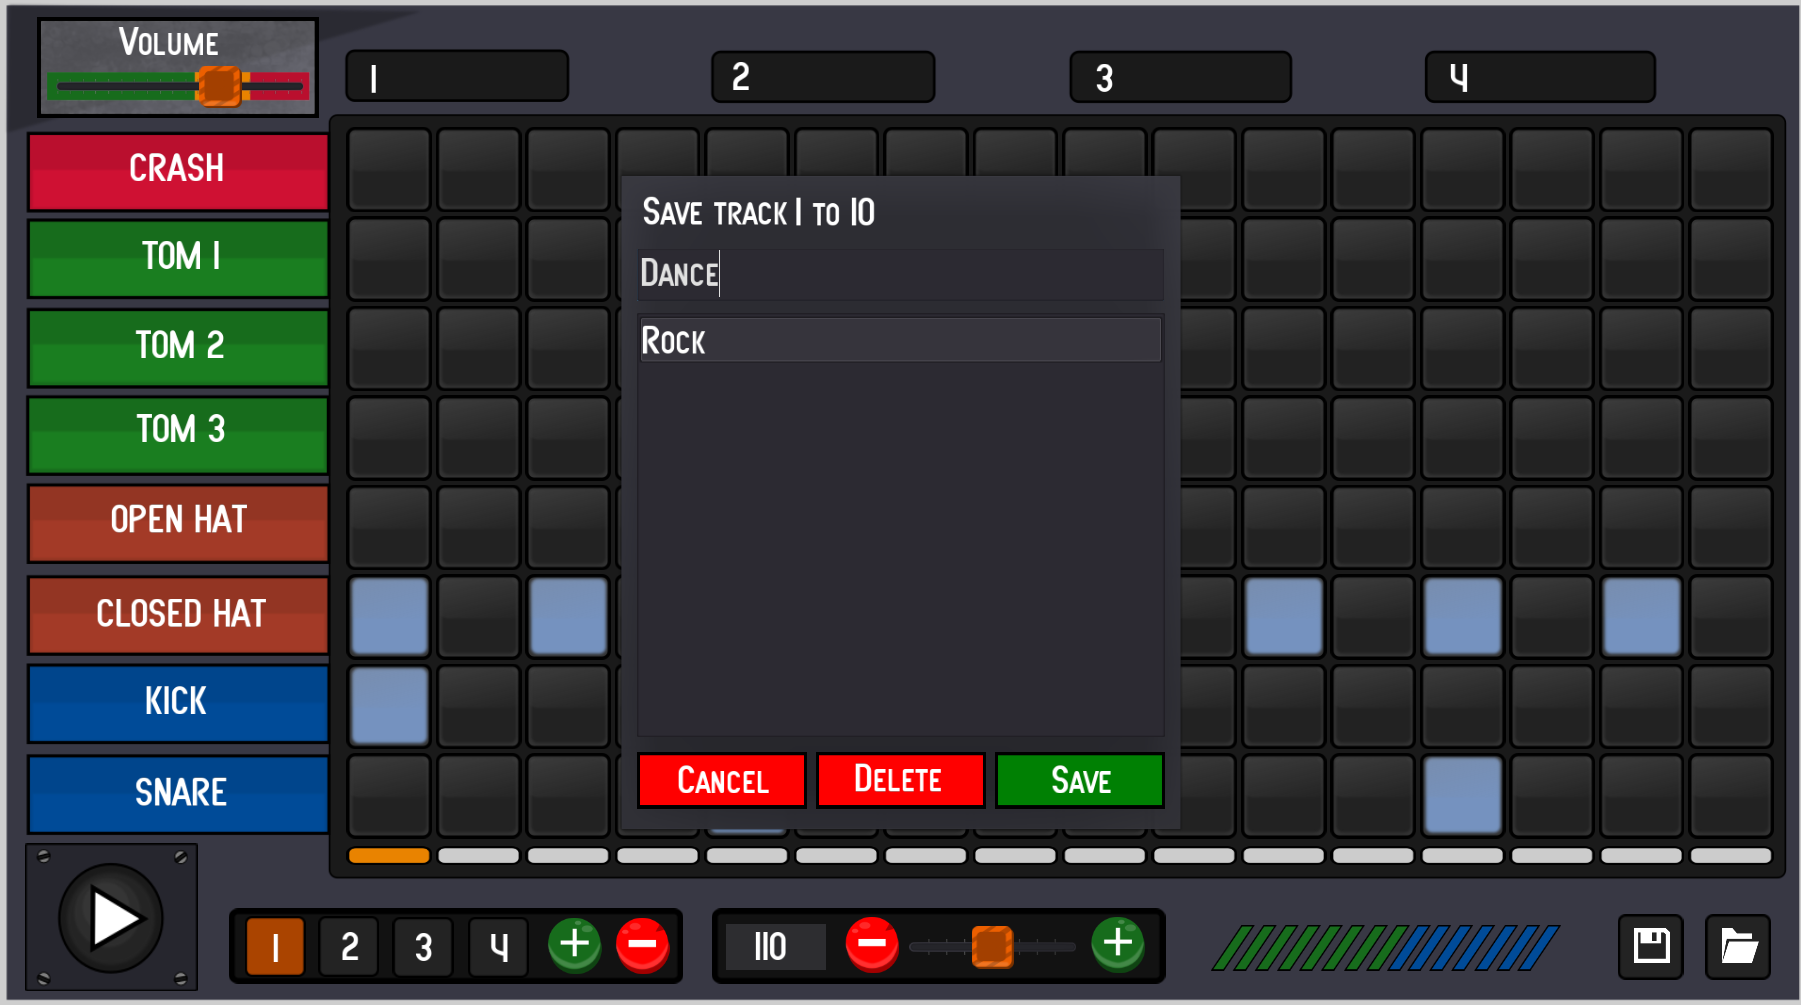 Volume
1 2 3 4
CRASH
TOM 1
TOM 2
TOM 3
OPEN HAT
CLOSED HAT
KICK
SNARE
Save track 1 to 10
Dance
Rock
Cancel Delete Save
1 2 3 4
110